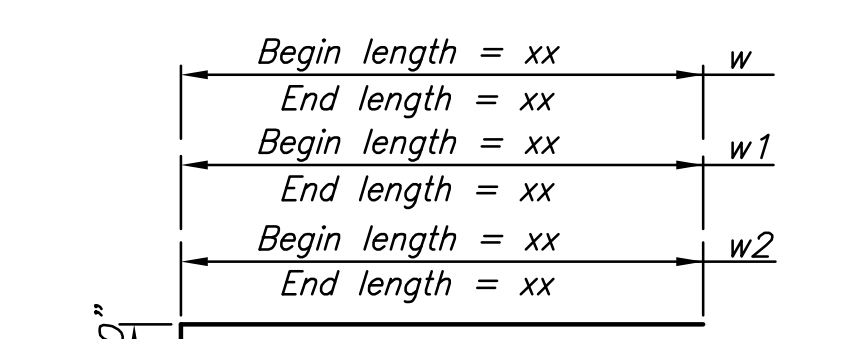 Begin length = xx
w
End length = xx
Begin length = xx
w1
End length = xx
Begin length = xx
w2
End length = xx